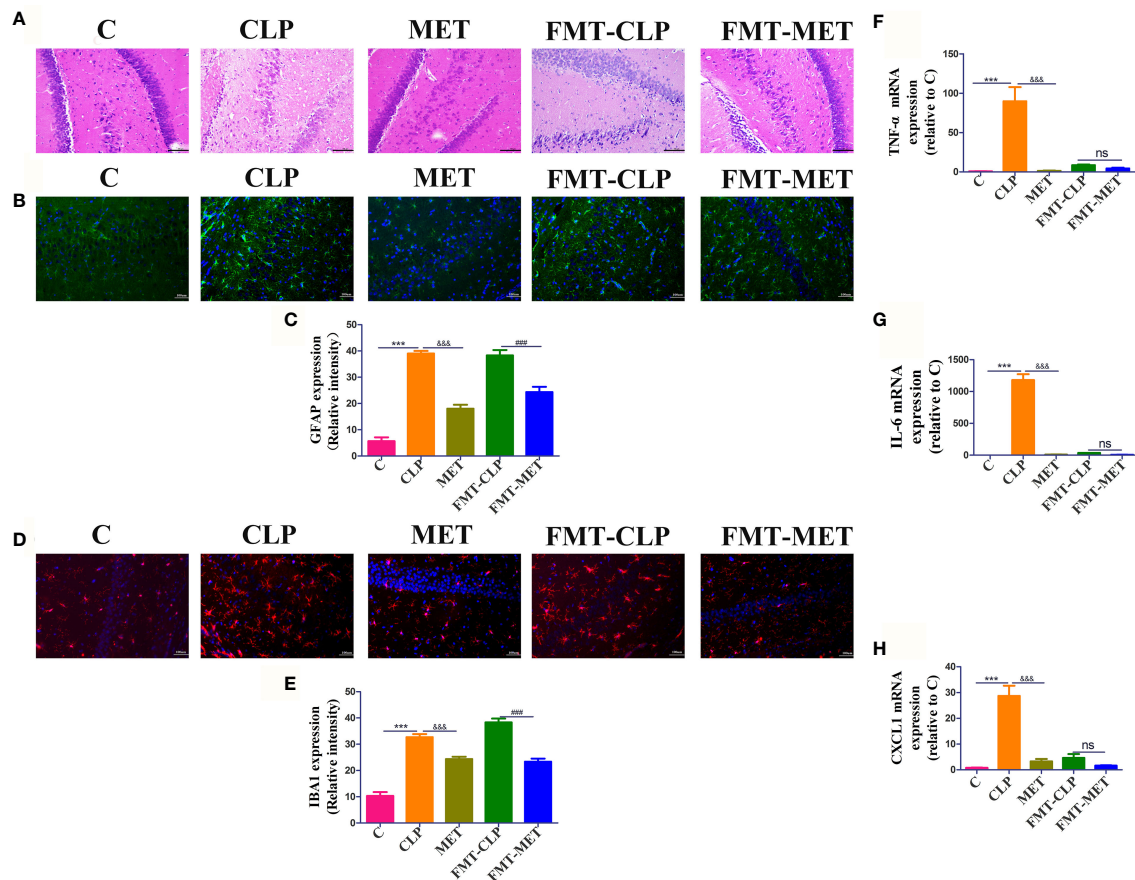 A
C CLP MET FMT-CLP FMT-MET
B
C CLP MET FMT-CLP FMT-MET
C
GFAP expression
(Relative intensity)
50
40
30
20
10
0
*** &&& ###
C CLP MET FMT-CLP FMT-MET
D
C CLP MET FMT-CLP FMT-MET
E
IBA1 expression
(Relative intensity)
50
40
30
20
10
0
*** &&& ###
C CLP MET FMT-CLP FMT-MET
F
TNF-α mRNA
expression
(relative to C)
150
100
50
0
*** &&& ns
C CLP MET FMT-CLP FMT-MET
G
IL-6 mRNA
expression
(relative to C)
1500
1000
500
0
*** &&& ns
C CLP MET FMT-CLP FMT-MET
H
CXCL1 mRNA
expression
(relative to C)
40
30
20
10
0
*** &&& ns
C CLP MET FMT-CLP FMT-MET